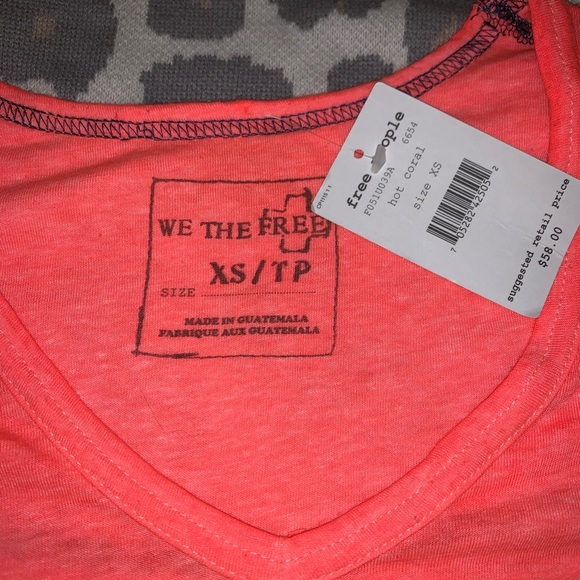 WE THE FREE
XS/TP
SIZE
MADE IN GUATEMALA
FABRIQUE AUX GUATEMALA
free people
F051U039A 6654
hot coral
size XS
suggested retail price
$58.00